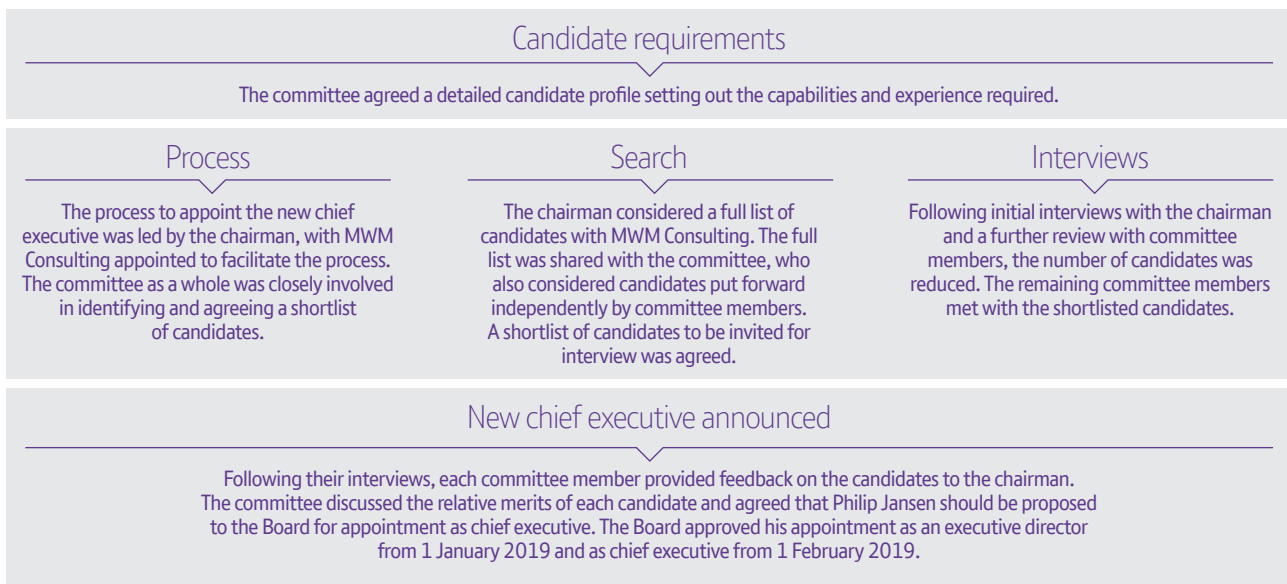 Candidate requirements
The committee agreed a detailed candidate profile setting out the capabilities and experience required.
Process
The process to appoint the new chief
executive was led by the chairman, with MWM
Consulting appointed to facilitate the process.
The committee as a whole was closely involved
in identifying and agreeing a shortlist
of candidates.
Search
The chairman considered a full list of
candidates with MWM Consulting. The full
list was shared with the committee, who
also considered candidates put forward
independently by committee members.
A shortlist of candidates to be invited for
interview was agreed.
Interviews
Following initial interviews with the chairman
and a further review with committee
members, the number of candidates was
reduced. The remaining committee members
met with the shortlisted candidates.
New chief executive announced
Following their interviews, each committee member provided feedback on the candidates to the chairman.
The committee discussed the relative merits of each candidate and agreed that Philip Jansen should be proposed
to the Board for appointment as chief executive. The Board approved his appointment as an executive director
from 1 January 2019 and as chief executive from 1 February 2019.